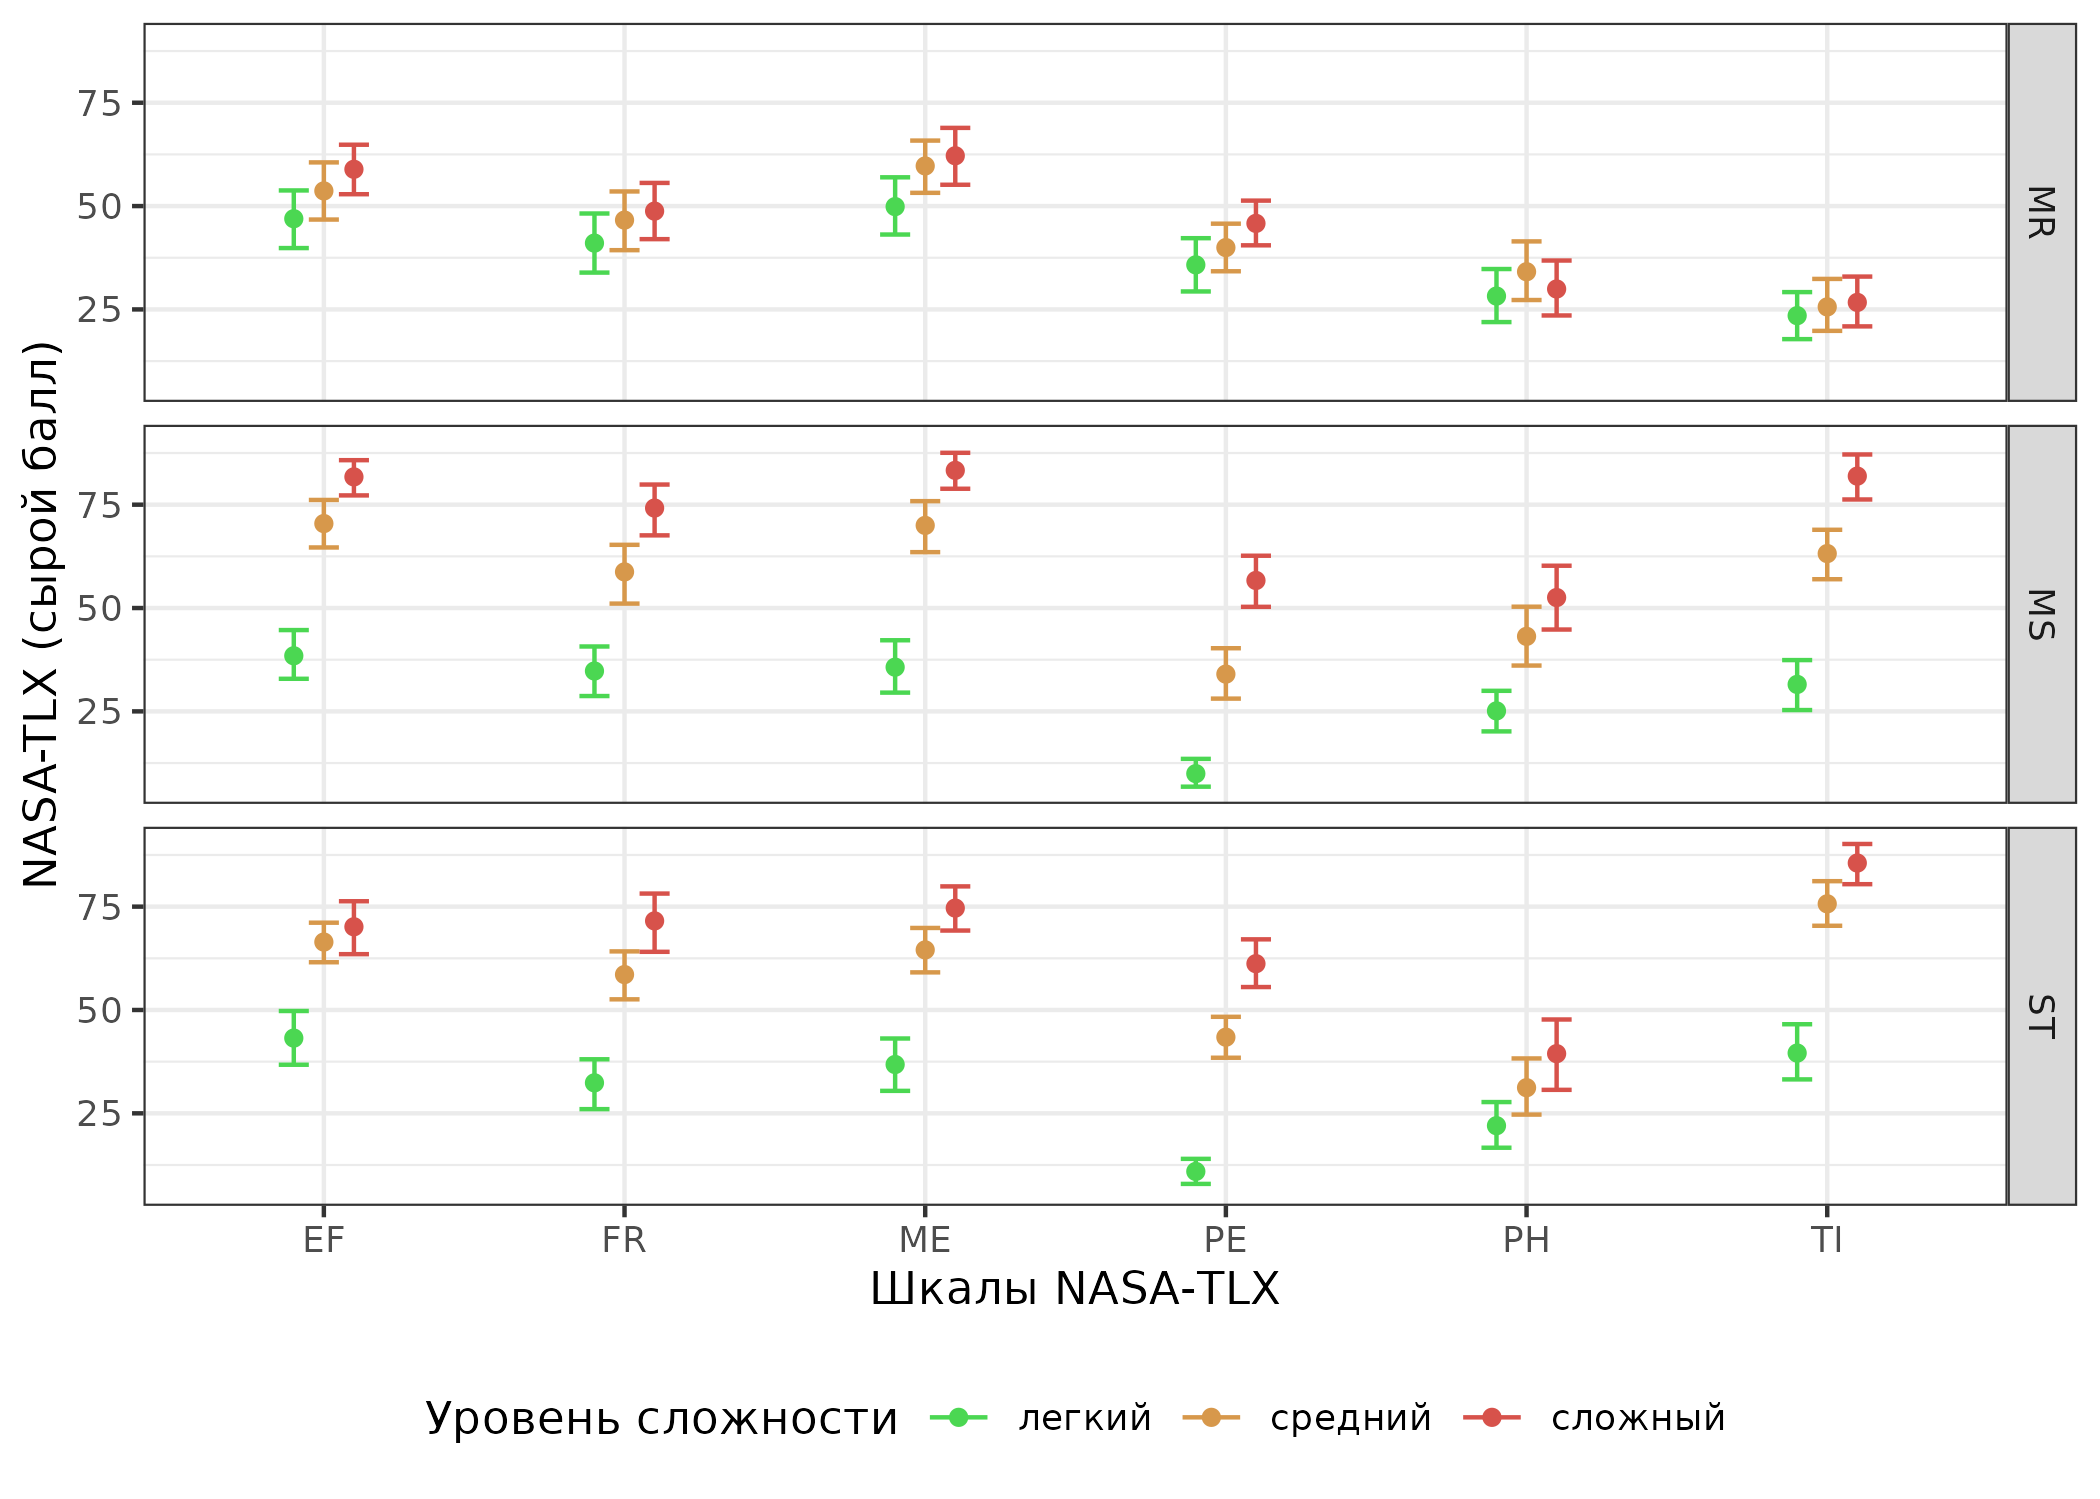 NASA-TLX (сырой балл)
75
50
25
MR
75
50
25
MS
75
50
25
ST
EF FR ME PE PH TI
Шкалы NASA-TLX
Уровень сложности легкий средний сложный